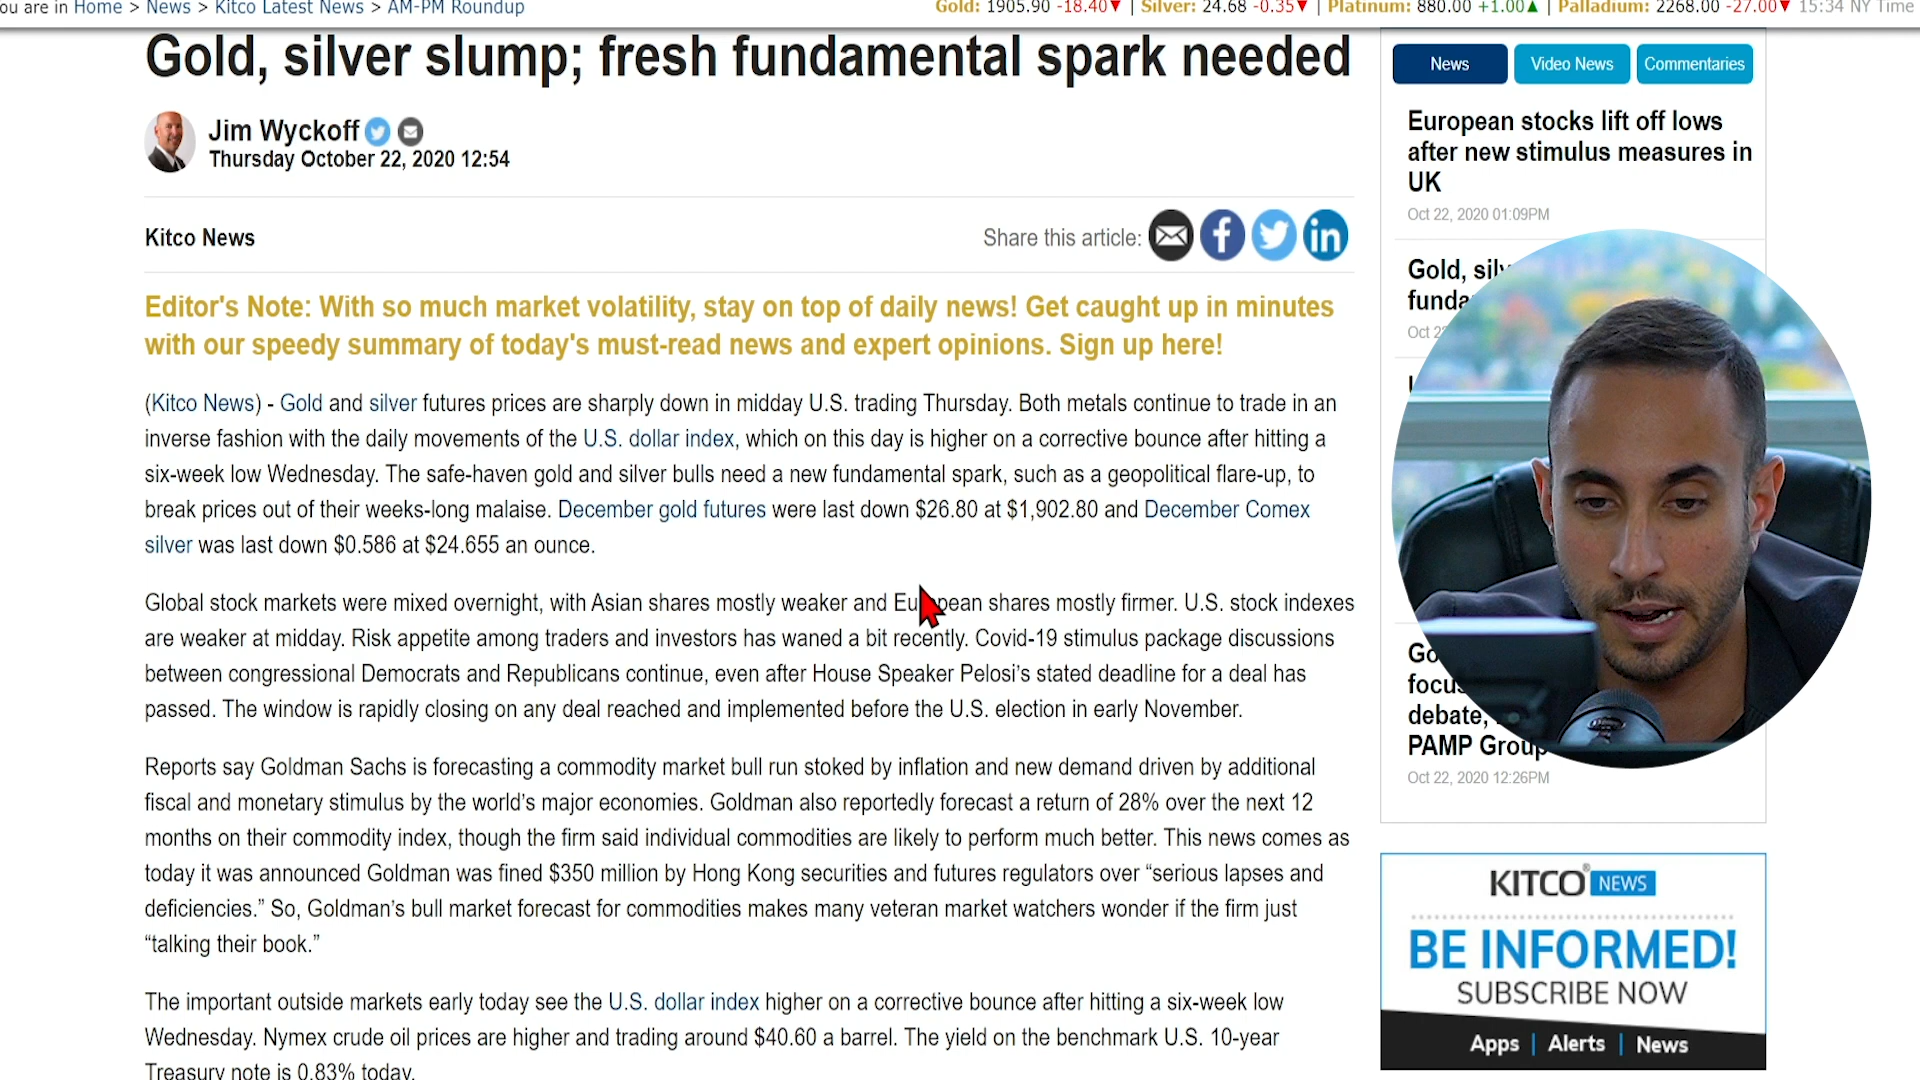 ou are in Home > News > Kitco Latest News > AM-PM Roundup
Gold: 1905.90 -18.40▼ | Silver: 24.68 -0.35▼ | Platinum: 880.00 +1.00▲ | Palladium: 2268.00 -27.00▼ 15:34 NY Time
Gold, silver slump; fresh fundamental spark needed
Jim Wyckoff
Thursday October 22, 2020 12:54
Kitco News
Share this article:
Editor's Note: With so much market volatility, stay on top of daily news! Get caught up in minutes
with our speedy summary of today's must-read news and expert opinions. Sign up here!
(Kitco News) - Gold and silver futures prices are sharply down in midday U.S. trading Thursday. Both metals continue to trade in an
inverse fashion with the daily movements of the U.S. dollar index, which on this day is higher on a corrective bounce after hitting a
six-week low Wednesday. The safe-haven gold and silver bulls need a new fundamental spark, such as a geopolitical flare-up, to
break prices out of their weeks-long malaise. December gold futures were last down $26.80 at $1,902.80 and December Comex
silver was last down $0.586 at $24.655 an ounce.
Global stock markets were mixed overnight, with Asian shares mostly weaker and European shares mostly firmer. U.S. stock indexes
are weaker at midday. Risk appetite among traders and investors has waned a bit recently. Covid-19 stimulus package discussions
between congressional Democrats and Republicans continue, even after House Speaker Pelosi’s stated deadline for a deal has
passed. The window is rapidly closing on any deal reached and implemented before the U.S. election in early November.
Reports say Goldman Sachs is forecasting a commodity market bull run stoked by inflation and new demand driven by additional
fiscal and monetary stimulus by the world’s major economies. Goldman also reportedly forecast a return of 28% over the next 12
months on their commodity index, though the firm said individual commodities are likely to perform much better. This news comes as
today it was announced Goldman was fined $350 million by Hong Kong securities and futures regulators over “serious lapses and
deficiencies.” So, Goldman’s bull market forecast for commodities makes many veteran market watchers wonder if the firm just
“talking their book.”
The important outside markets early today see the U.S. dollar index higher on a corrective bounce after hitting a six-week low
Wednesday. Nymex crude oil prices are higher and trading around $40.60 a barrel. The yield on the benchmark U.S. 10-year
Treasury note is 0.83% today.
News
Video News
Commentaries
European stocks lift off lows
after new stimulus measures in
UK
Oct 22, 2020 01:09PM
Gold, silv
funda
Oct 2
Go
focu
debate,
PAMP Group
Oct 22, 2020 12:26PM
KITCO® NEWS
BE INFORMED!
SUBSCRIBE NOW
Apps | Alerts | News